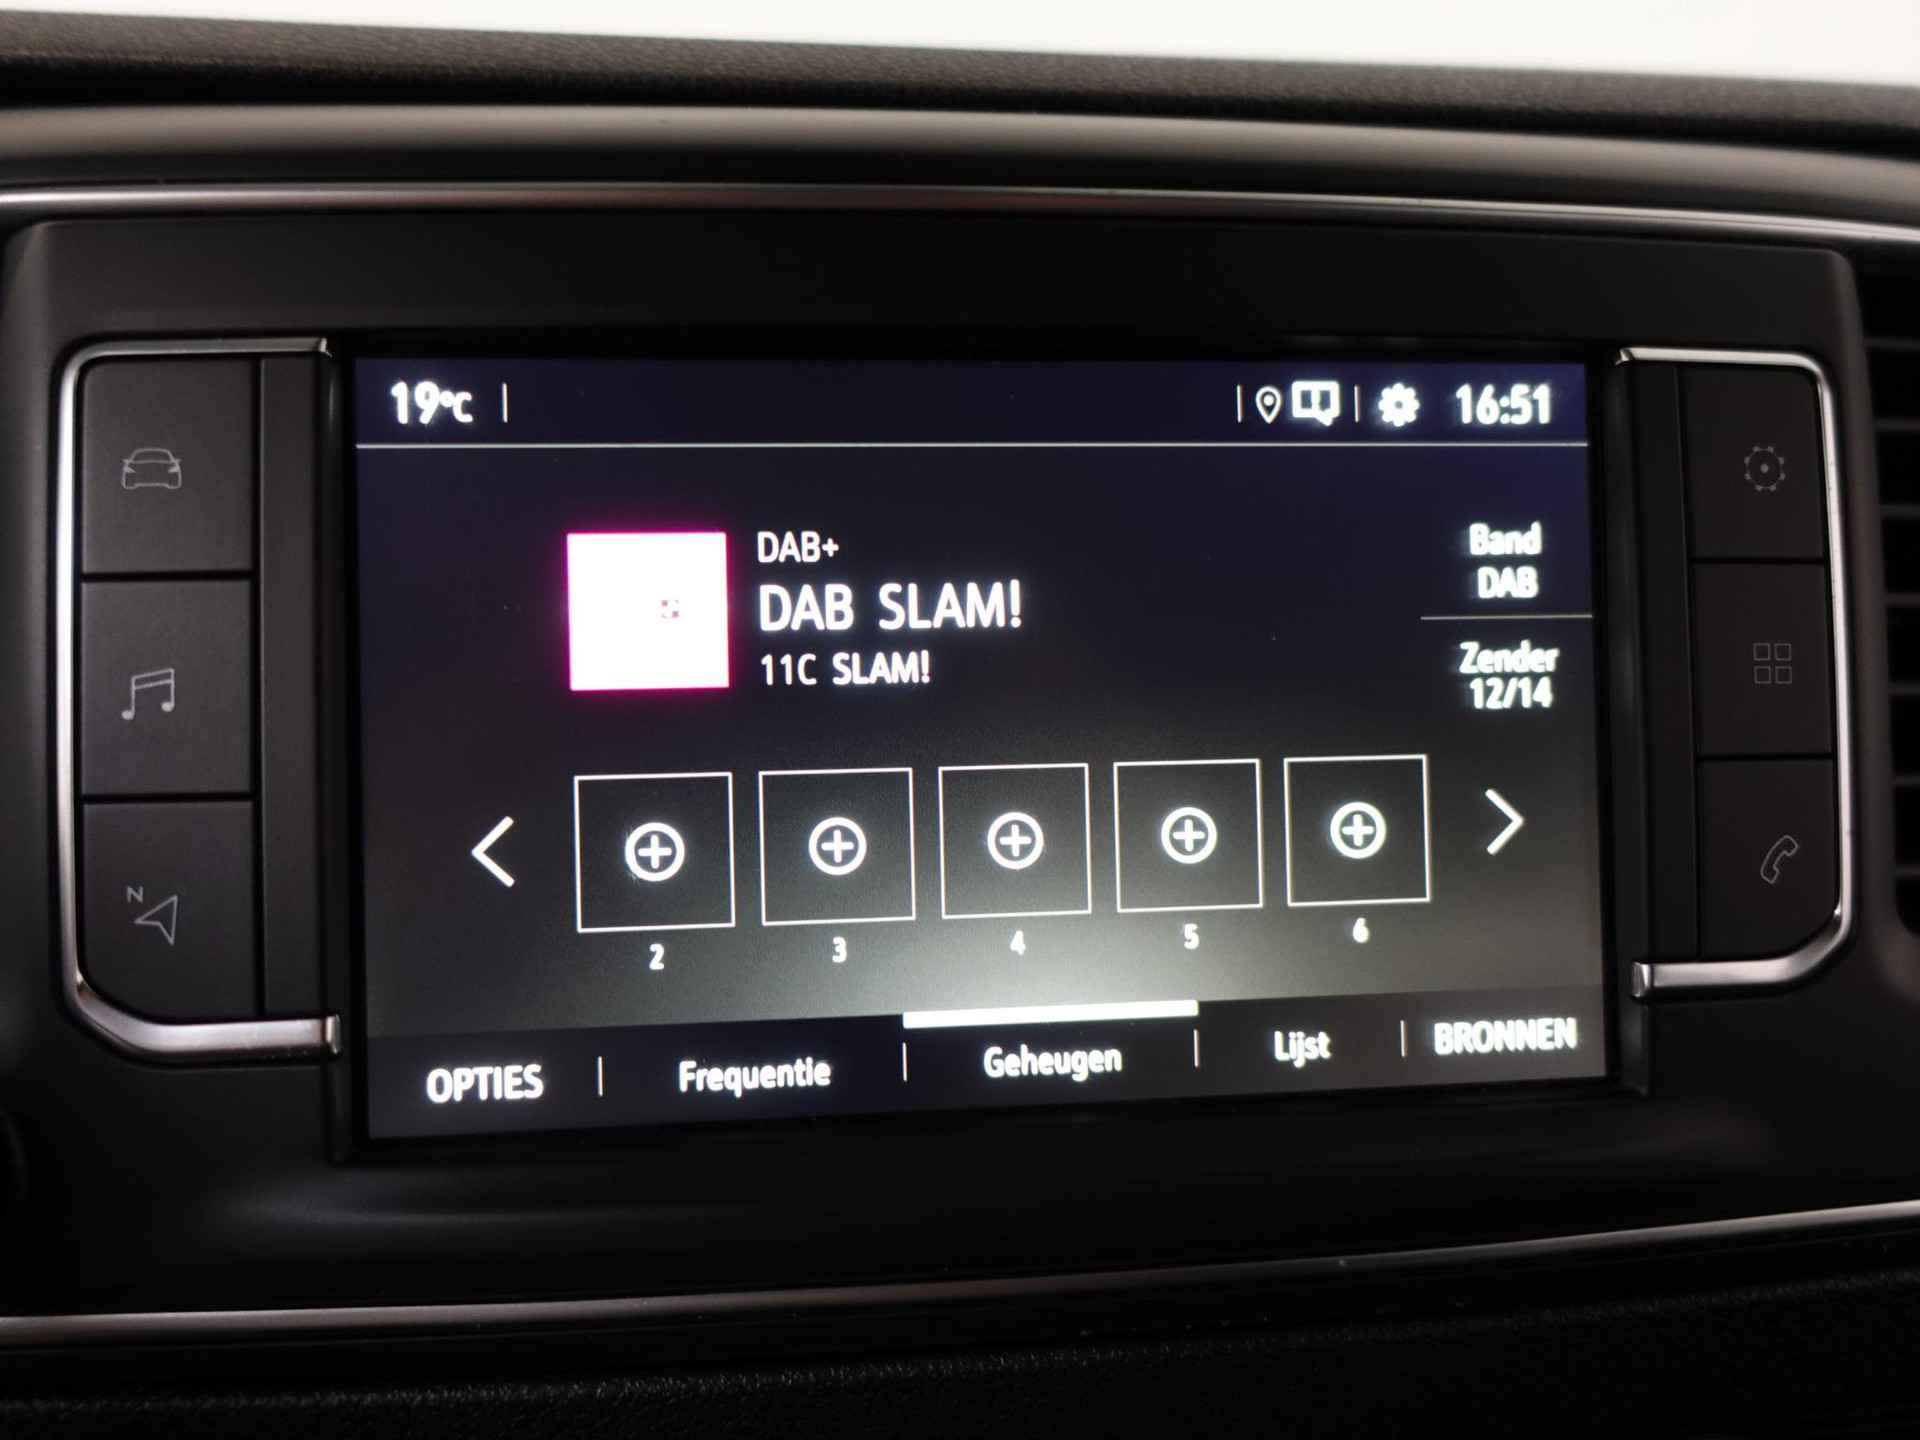 19°C
16:51
DAB+
DAB SLAM!
11C SLAM!
Band
DAB
Zender
12/14
2 3 4 5 6
N
OPTIES Frequentie Geheugen Lijst BRONNEN